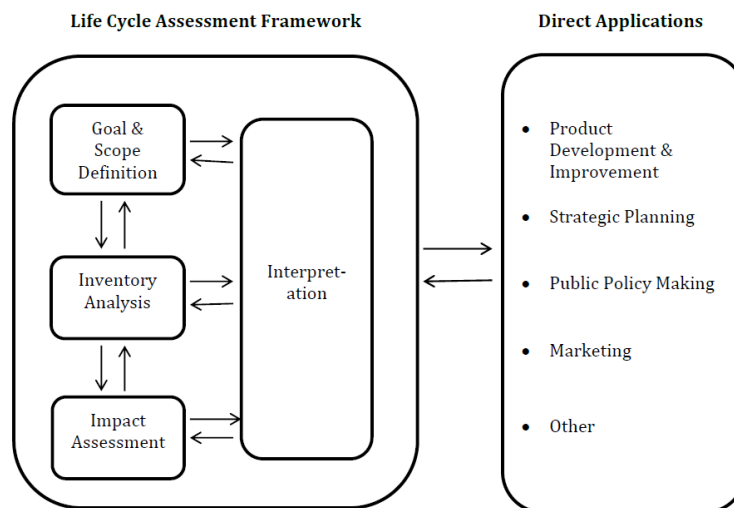 Life Cycle Assessment Framework
Direct Applications
Goal &
Scope
Definition
Inventory
Analysis
Impact
Assessment
Interpret-
ation
• Product
Development &
Improvement
• Strategic Planning
• Public Policy Making
• Marketing
• Other